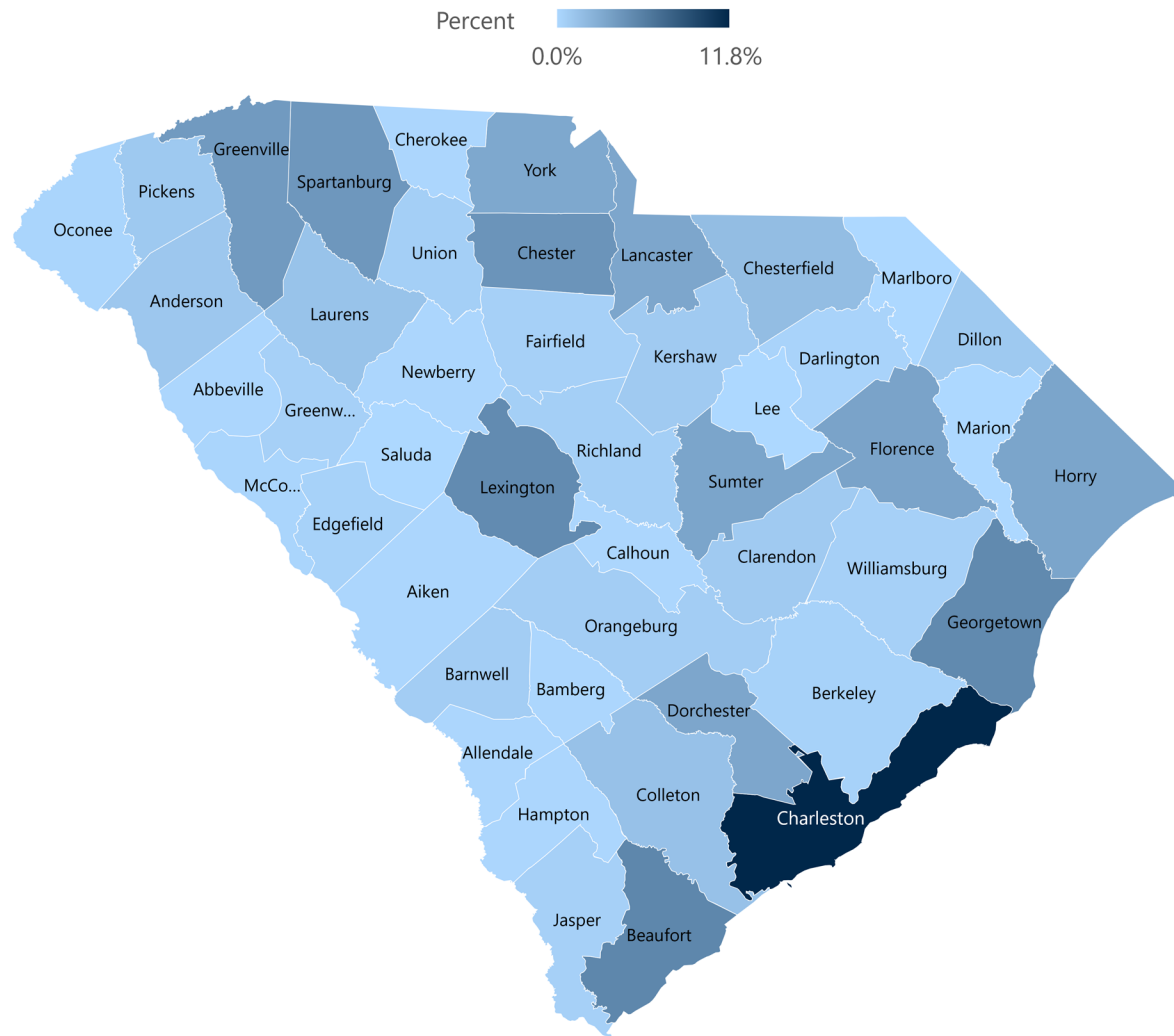 Percent
0.0% 11.8%
Cherokee
Greenville
York
Spartanburg
Pickens
Oconee
Union
Chester
Lancaster
Chesterfield
Marlboro
Anderson
Laurens
Fairfield
Dillon
Kershaw
Darlington
Newberry
Abbeville
Greenw...
Lee
Marion
Richland
Florence
Saluda
Horry
Sumter
McCo...
Lexington
Edgefield
Calhoun
Clarendon
Williamsburg
Aiken
Georgetown
Orangeburg
Barnwell
Bamberg
Berkeley
Dorchester
Allendale
Colleton
Hampton
Charleston
Jasper
Beaufort